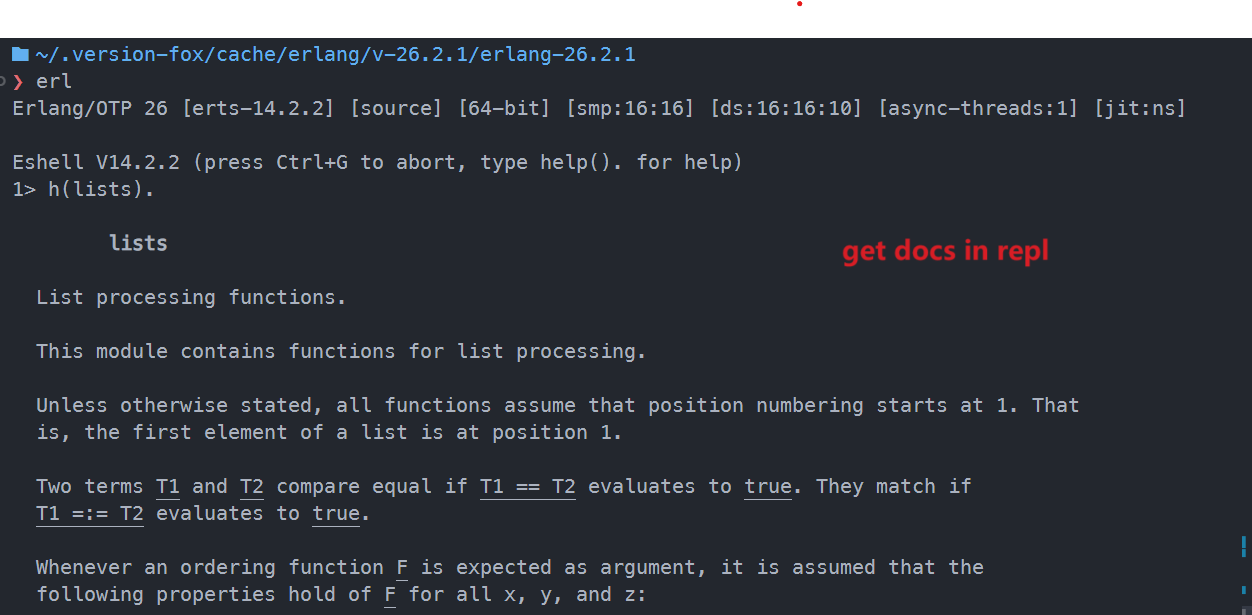 ~/.version-fox/cache/erlang/v-26.2.1/erlang-26.2.1
❯ erl
Erlang/OTP 26 [erts-14.2.2] [source] [64-bit] [smp:16:16] [ds:16:16:10] [async-threads:1] [jit:ns]
Eshell V14.2.2 (press Ctrl+G to abort, type help(). for help)
1> h(lists).
lists
get docs in repl
List processing functions.
This module contains functions for list processing.
Unless otherwise stated, all functions assume that position numbering starts at 1. That
is, the first element of a list is at position 1.
Two terms T1 and T2 compare equal if T1 == T2 evaluates to true. They match if
T1 =:= T2 evaluates to true.
Whenever an ordering function F is expected as argument, it is assumed that the
following properties hold of F for all x, y, and z: